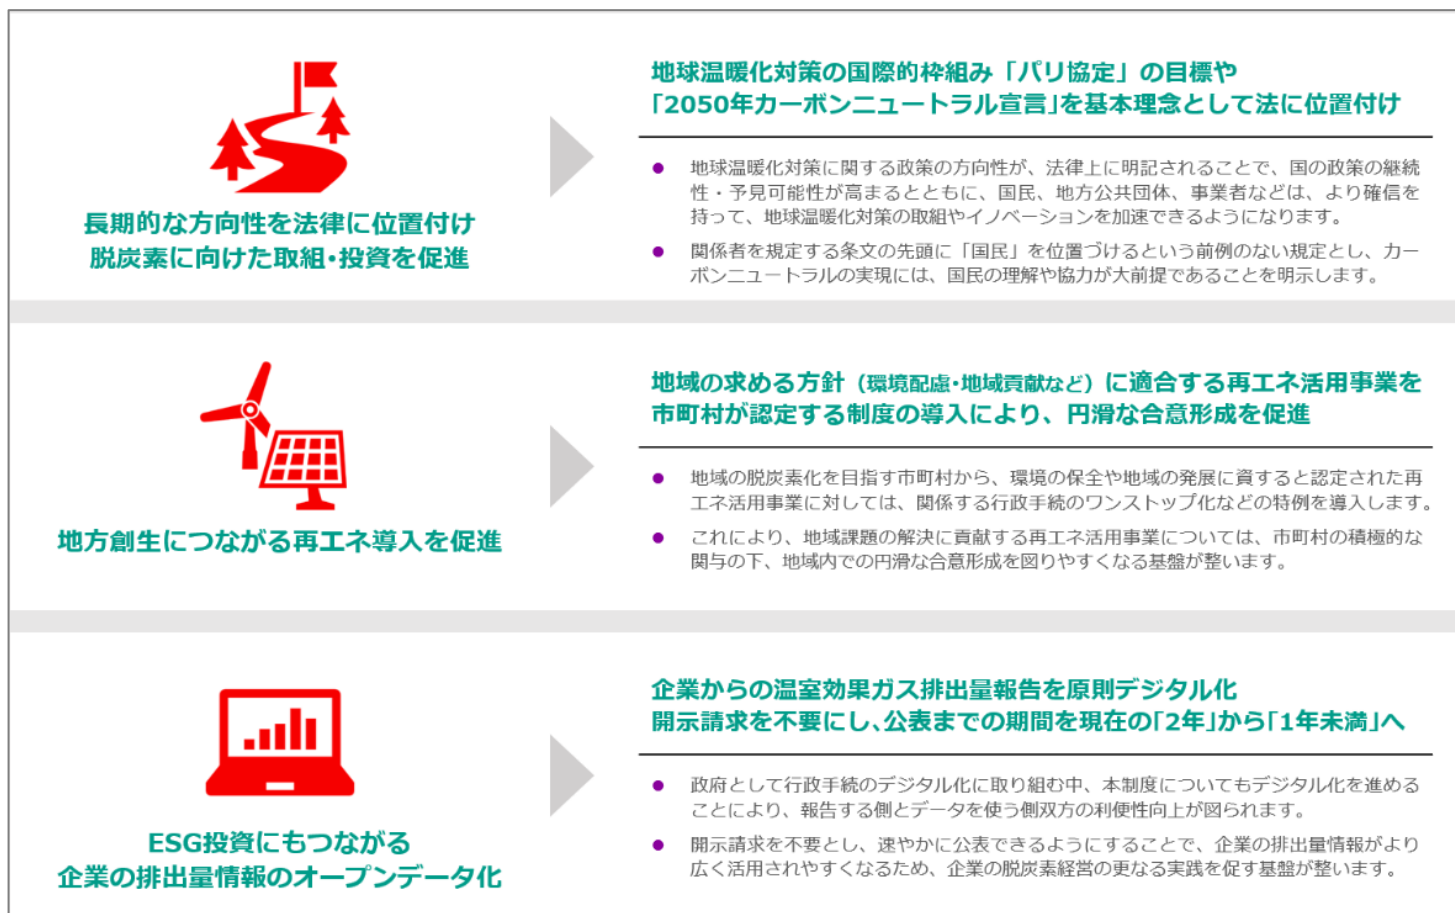 長期的な方向性を法律に位置付け
脱炭素に向けた取組・投資を促進
地球温暖化対策の国際的枠組み「パリ協定」の目標や
「2050年カーボンニュートラル宣言」を基本理念として法に位置付け
● 地球温暖化対策に関する政策の方向性が、法律上に明記されることで、国の政策の継続
性・予見可能性が高まるとともに、国民、地方公共団体、事業者などは、より確信を
持って、地球温暖化対策の取組やイノベーションを加速できるようになります。
● 関係者を規定する条文の先頭に「国民」を位置づけるという前例のない規定とし、カー
ボンニュートラルの実現には、国民の理解や協力が大前提であることを明示します。
地方創生につながる再エネ導入を促進
地域の求める方針（環境配慮・地域貢献など）に適合する再エネ活用事業を
市町村が認定する制度の導入により、円滑な合意形成を促進
● 地域の脱炭素化を目指す市町村から、環境の保全や地域の発展に資すると認定された再
エネ活用事業に対しては、関係する行政手続のワンストップ化などの特例を導入します。
● これにより、地域課題の解決に貢献する再エネ活用事業については、市町村の積極的な
関与の下、地域内での円滑な合意形成を図りやすくなる基盤が整います。
ESG投資にもつながる
企業の排出量情報のオープンデータ化
企業からの温室効果ガス排出量報告を原則デジタル化
開示請求を不要にし、公表までの期間を現在の「2年」から「1年未満」へ
● 政府として行政手続のデジタル化に取り組む中、本制度についてもデジタル化を進める
ことにより、報告する側とデータを使う側双方の利便性向上が図られます。
● 開示請求を不要とし、速やかに公表できるようにすることで、企業の排出量情報がより
広く活用されやすくなるため、企業の脱炭素経営の更なる実践を促す基盤が整います。